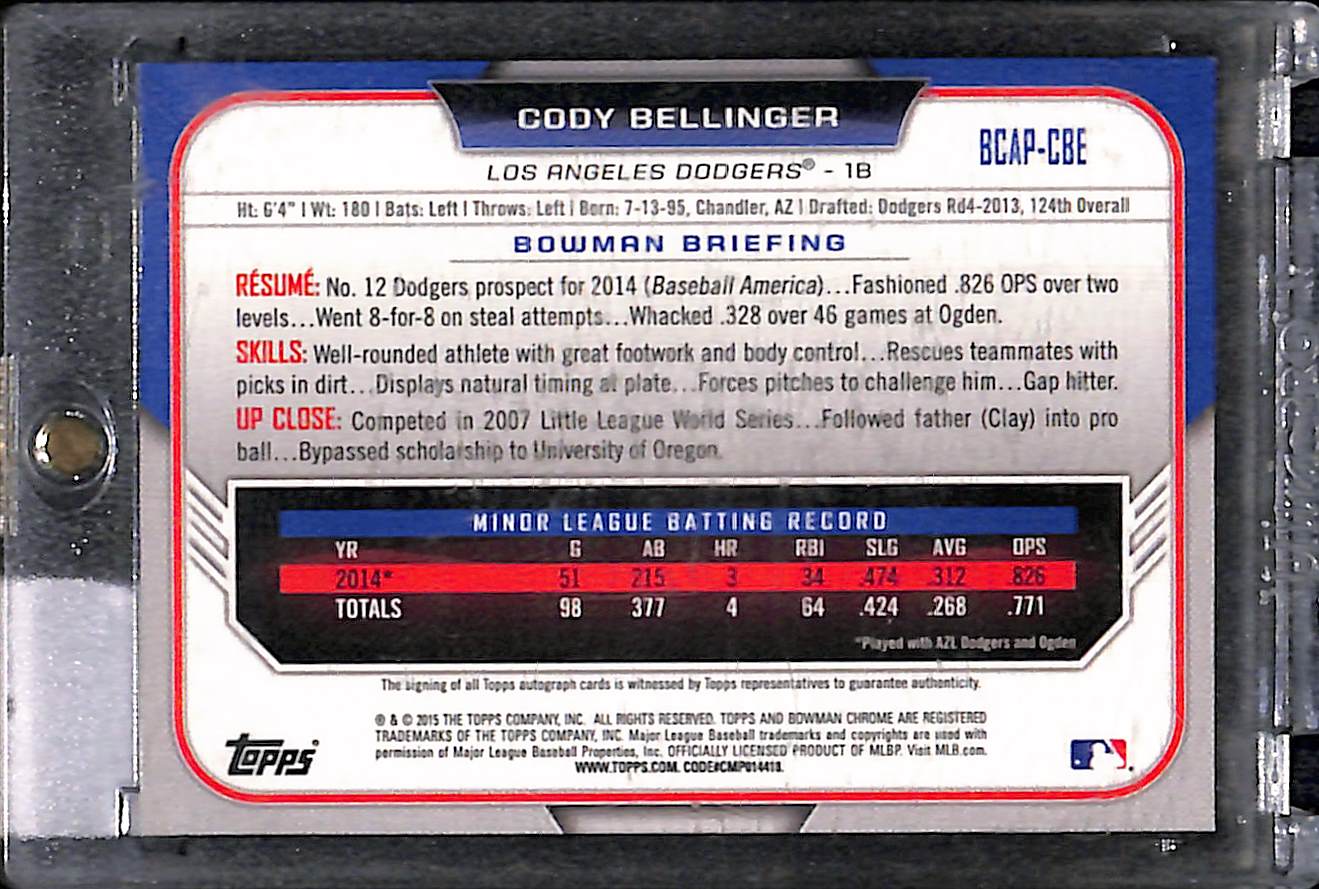 CODY BELLINGER
BCAP-CBE
LOS ANGELES DODGERS® - 1B
Ht: 6'4" | Wt: 180 | Bats: Left | Throws: Left | Born: 7-13-95, Chandler, AZ | Drafted: Dodgers Rd4-2013, 124th Overall
BOWMAN BRIEFING
RÉSUMÉ: No. 12 Dodgers prospect for 2014 (Baseball America)...Fashioned .826 OPS over two
levels...Went 8-for-8 on steal attempts...Whacked .328 over 46 games at Ogden.
SKILLS: Well-rounded athlete with great footwork and body control...Rescues teammates with
picks in dirt...Displays natural timing at plate...Forces pitches to challenge him...Gap hitter.
UP CLOSE: Competed in 2007 Little League World Series...Followed father (Clay) into pro
ball...Bypassed scholarship to University of Oregon.
MINOR LEAGUE BATTING RECORD
YR G AB HR RBI SLG AVG OPS
2014* 51 215 3 34 .474 .312 .826
TOTALS 98 377 4 64 .424 .268 .771
*Played with AZL Dodgers and Ogden
The signing of all Topps autograph cards is witnessed by Topps representatives to guarantee authenticity.
® & © 2015 THE TOPPS COMPANY, INC. ALL RIGHTS RESERVED. TOPPS AND BOWMAN CHROME ARE REGISTERED
TRADEMARKS OF THE TOPPS COMPANY, INC. Major League Baseball trademarks and copyrights are used with
permission of Major League Baseball Properties, Inc. OFFICIALLY LICENSED PRODUCT OF MLBP. Visit MLB.com.
WWW.TOPPS.COM. CODE#CMP014418.
TOPPS